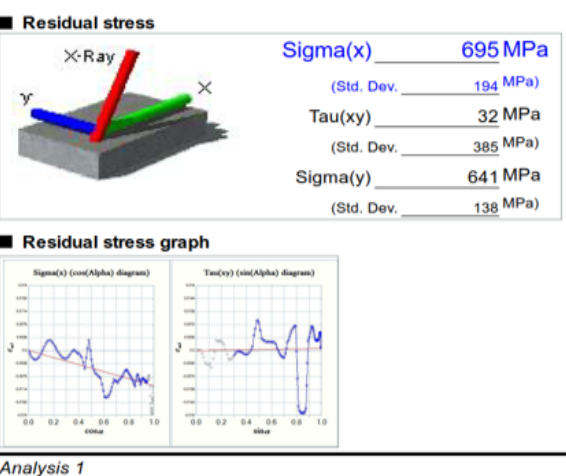 ■ Residual stress
X-Ray
y
X
Sigma(x) 695 MPa
(Std. Dev. 194 MPa)
Tau(xy) 32 MPa
(Std. Dev. 385 MPa)
Sigma(y) 641 MPa
(Std. Dev. 138 MPa)
■ Residual stress graph
Sigma(x) (cos(Alpha) diagram)
0.0 0.2 0.4 0.6 0.8 1.0
cosα
Tau(xy) (sin(Alpha) diagram)
0.0 0.2 0.4 0.6 0.8 1.0
sinα
Analysis 1